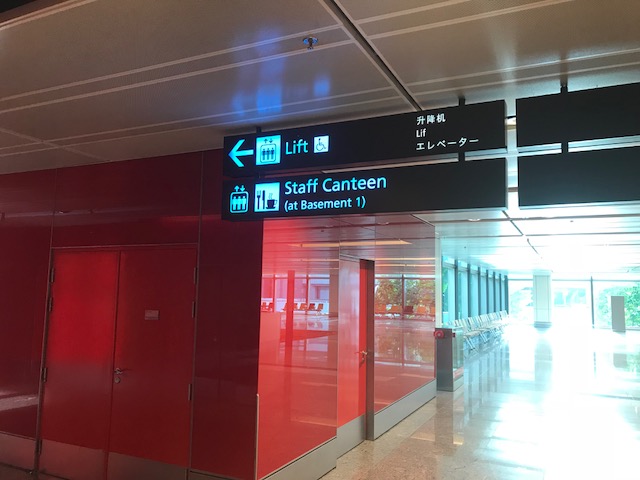 Lift
升降机
Lif
エレベーター
Staff Canteen
(at Basement 1)